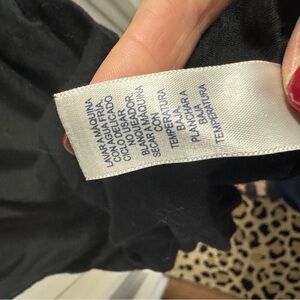 LAVAR A MAQUINA
CON AGUA FRIA,
CICLO DELICADO
NO USAR
BLANQUEADOR
SECAR A MAQUINA
CON
TEMPERATURA
BAJA,
PLANCHAR A
BAJA
TEMPERATURA